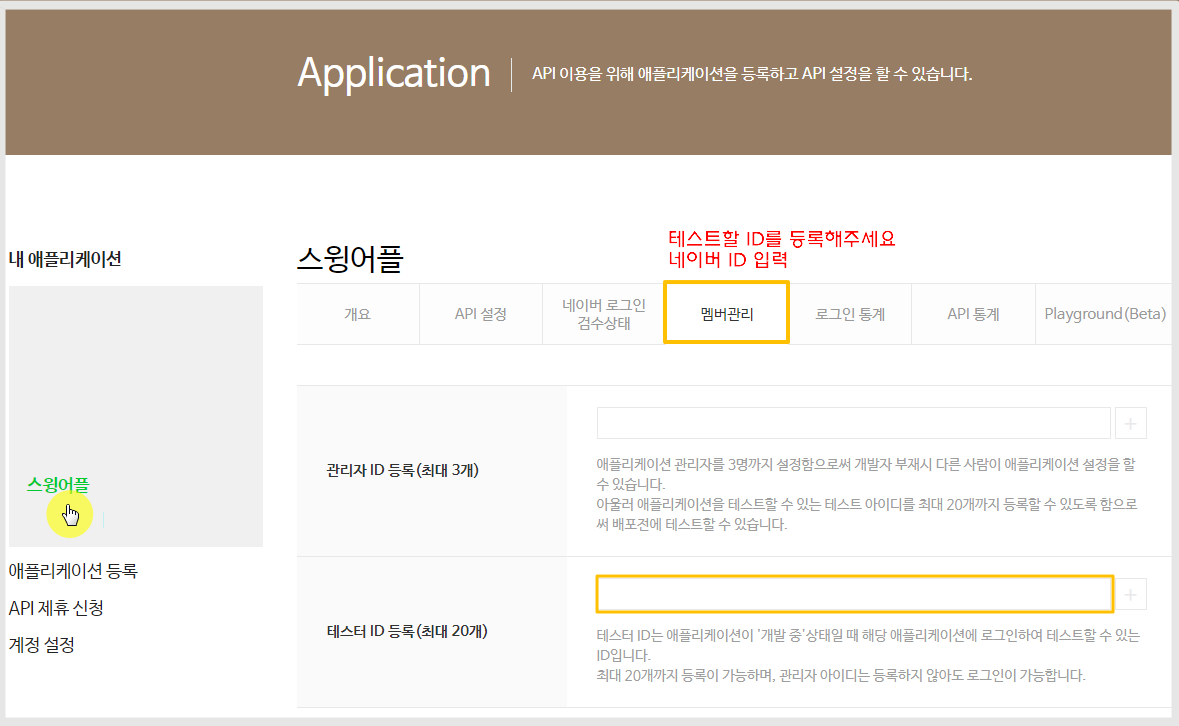 Application
API 이용을 위해 애플리케이션을 등록하고 API 설정을 할 수 있습니다.
내 애플리케이션
스윙어플
애플리케이션 등록
API 제휴 신청
계정 설정
스윙어플
테스트할 ID를 등록해주세요
네이버 ID 입력
개요
API 설정
네이버 로그인
검수상태
멤버관리
로그인 통계
API 통계
Playground(Beta)
관리자 ID 등록(최대 3개)
애플리케이션 관리자를 3명까지 설정함으로써 개발자 부재시 다른 사람이 애플리케이션 설정을 할
수 있습니다.
아울러 애플리케이션을 테스트할 수 있는 테스트 아이디를 최대 20개까지 등록할 수 있도록 함으로
써 배포전에 테스트할 수 있습니다.
테스터 ID 등록(최대 20개)
테스터 ID는 애플리케이션이 '개발 중'상태일 때 해당 애플리케이션에 로그인하여 테스트할 수 있는
ID입니다.
최대 20개까지 등록이 가능하며, 관리자 아이디는 등록하지 않아도 로그인이 가능합니다.